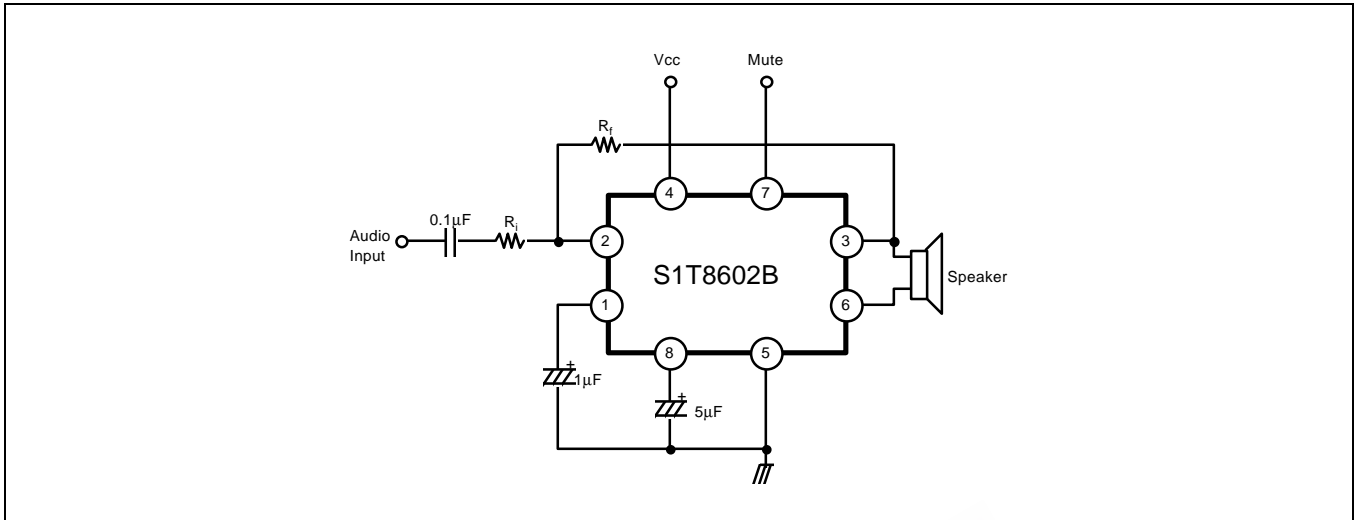 Vcc
Mute
Rf
4
7
0.1μF
Ri
Audio
Input
2
3
S1T8602B
Speaker
1
6
8
5
+
1μF
+
5μF